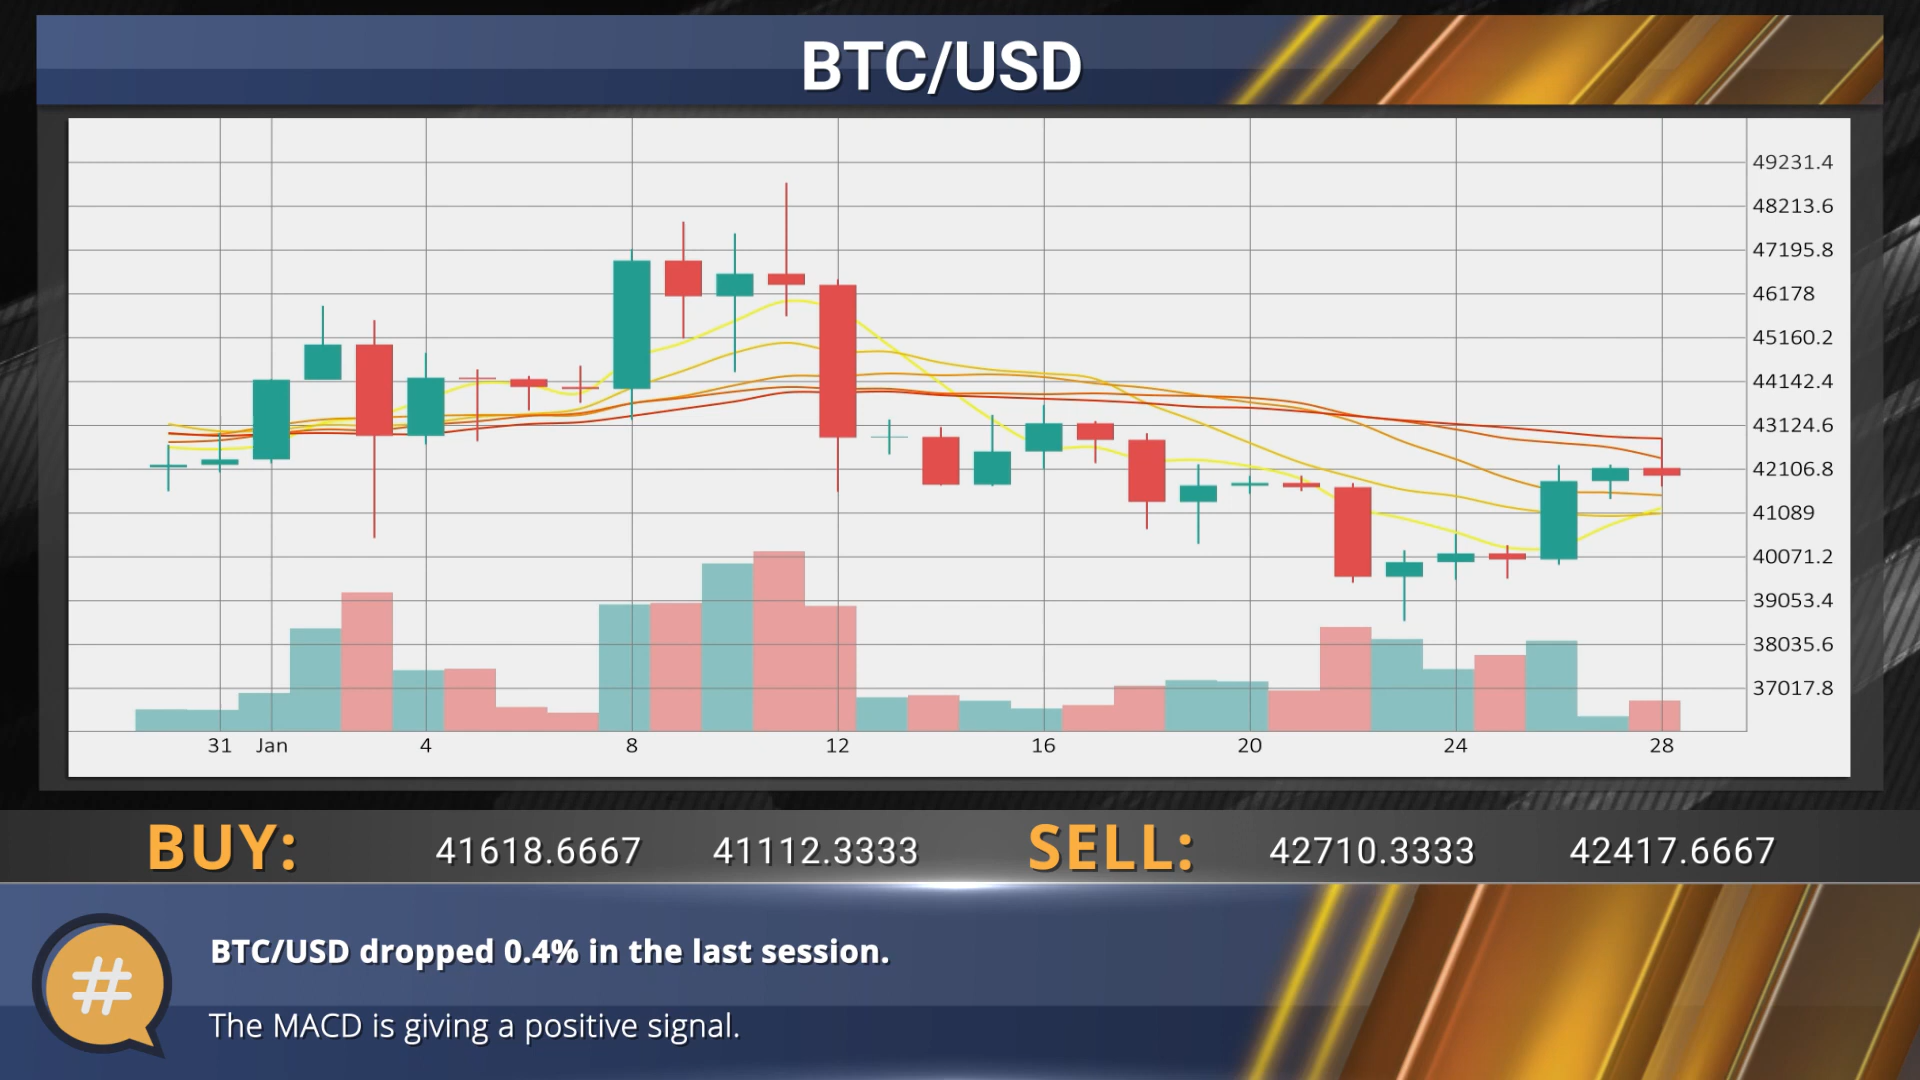 BTC/USD
49231.4
48213.6
47195.8
46178
45160.2
44142.4
43124.6
42106.8
41089
40071.2
39053.4
38035.6
37017.8
31 Jan 4 8 12 16 20 24 28
BUY: 41618.6667 41112.3333 SELL: 42710.3333 42417.6667
#
BTC/USD dropped 0.4% in the last session.
The MACD is giving a positive signal.